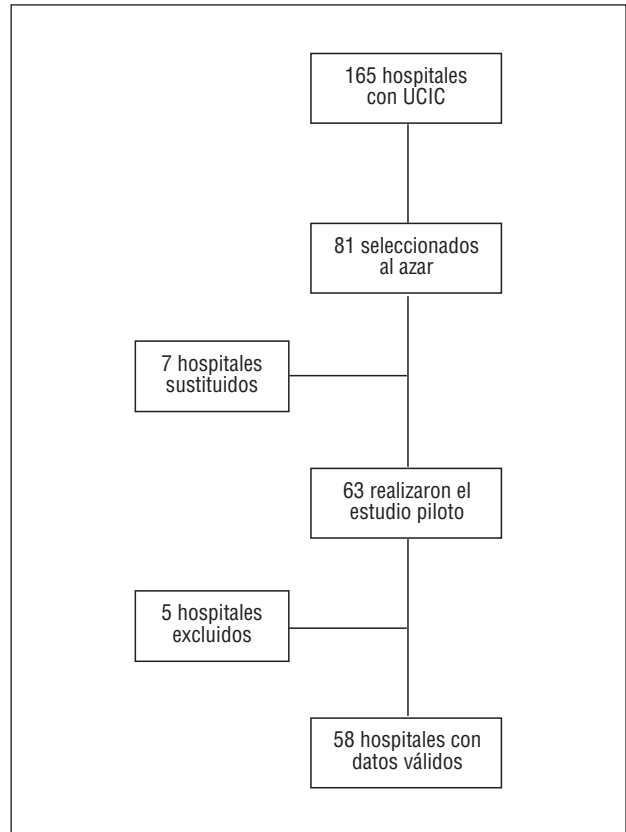 165 hospitales
con UCIC
81 seleccionados
al azar
7 hospitales
sustituidos
63 realizaron el
estudio piloto
5 hospitales
excluidos
58 hospitales con
datos válidos